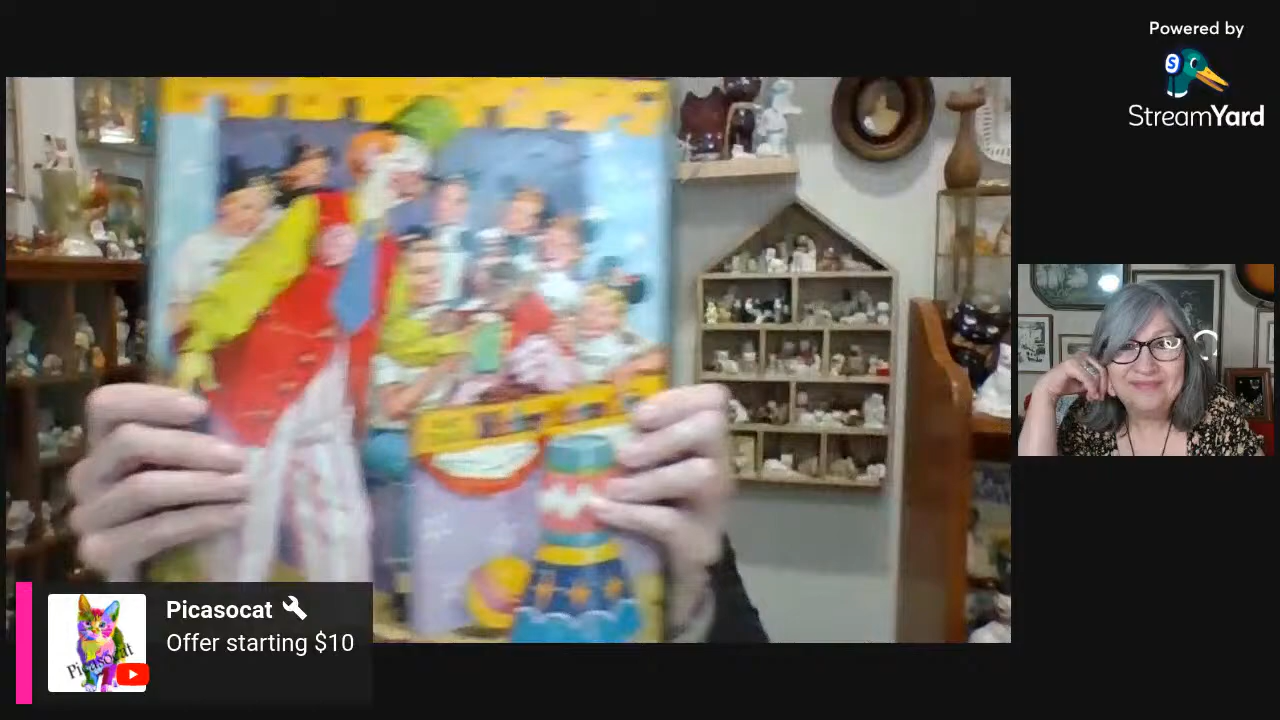 Powered by
S
StreamYard
Picasocat
Offer starting $10
Picasocat